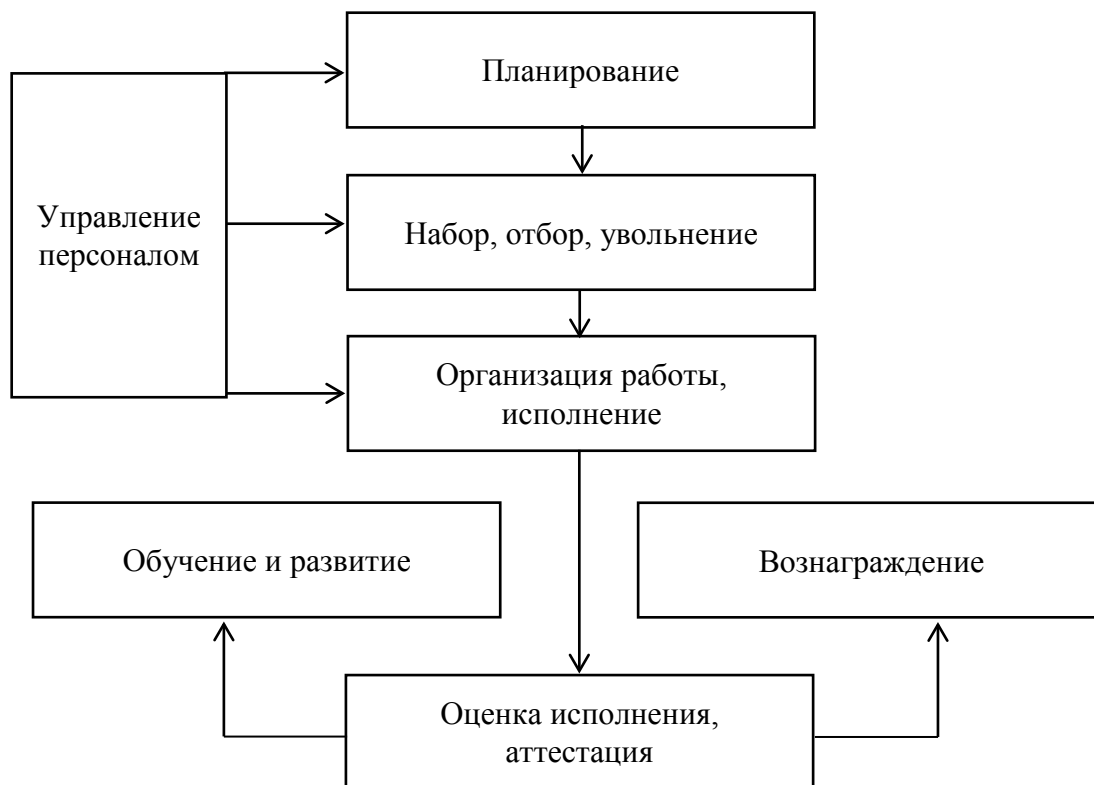 Планирование
Управление
персоналом
Набор, отбор, увольнение
Организация работы,
исполнение
Обучение и развитие
Вознаграждение
Оценка исполнения,
аттестация